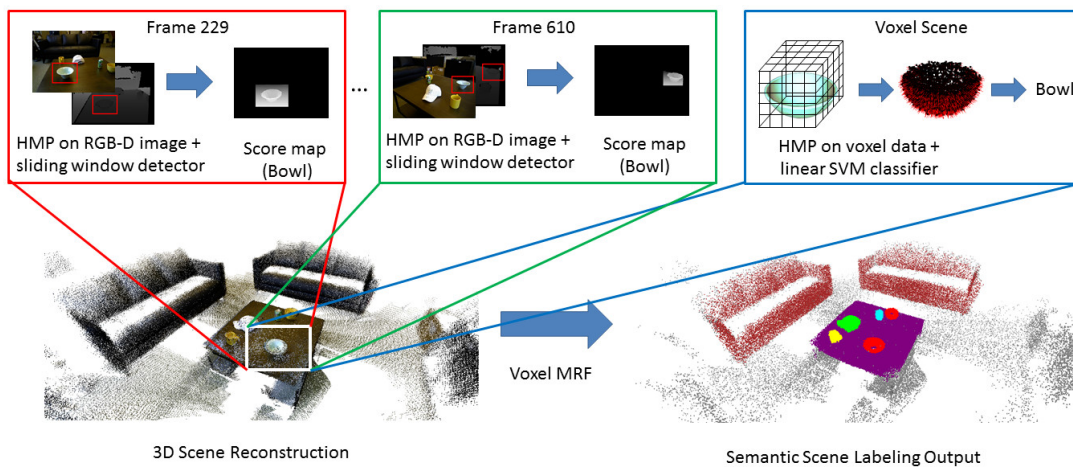 Frame 229
HMP on RGB-D image +
sliding window detector
Score map
(Bowl)
...
Frame 610
HMP on RGB-D image +
sliding window detector
Score map
(Bowl)
Voxel Scene
Bowl
HMP on voxel data +
linear SVM classifier
Voxel MRF
3D Scene Reconstruction
Semantic Scene Labeling Output